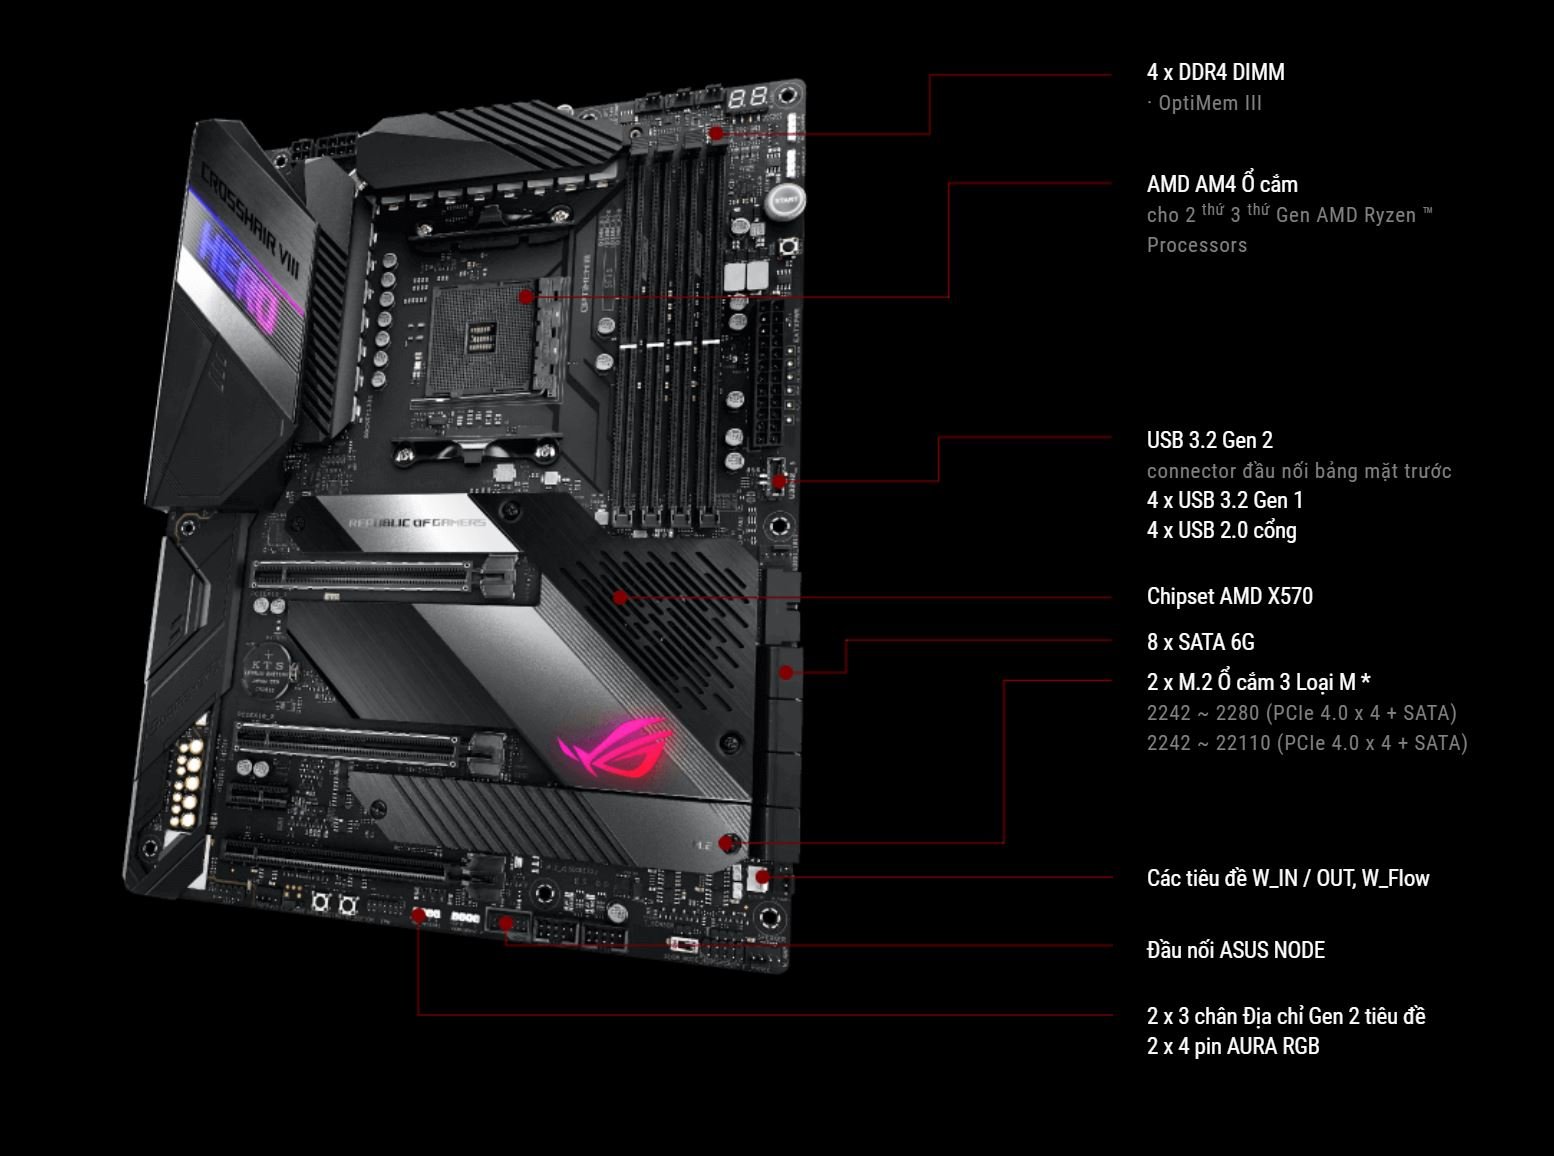 4 x DDR4 DIMM
· OptiMem III
AMD AM4 Ổ cắm
cho 2 thứ 3 thứ Gen AMD Ryzen ™
Processors
USB 3.2 Gen 2
connector đầu nối bảng mặt trước
4 x USB 3.2 Gen 1
4 x USB 2.0 cổng
Chipset AMD X570
8 x SATA 6G
2 x M.2 Ổ cắm 3 Loại M *
2242 ~ 2280 (PCIe 4.0 x 4 + SATA)
2242 ~ 22110 (PCIe 4.0 x 4 + SATA)
Các tiêu đề W_IN / OUT, W_Flow
Đầu nối ASUS NODE
2 x 3 chân Địa chỉ Gen 2 tiêu đề
2 x 4 pin AURA RGB
CROSSHAIR VIII
HERO
88
START
REPUBLIC OF GAMERS
KTS